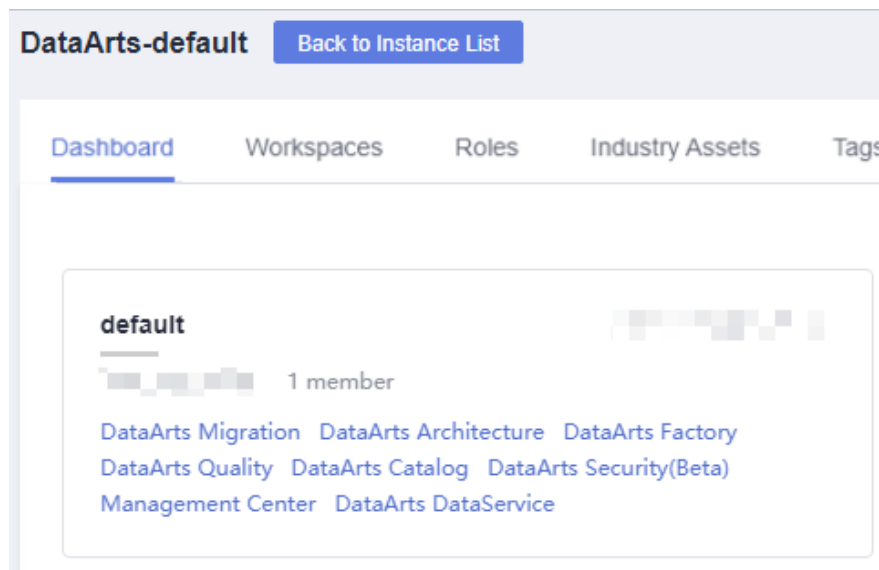 DataArts-default Back to Instance List
Dashboard Workspaces Roles Industry Assets Tags
default
1 member
DataArts Migration DataArts Architecture DataArts Factory
DataArts Quality DataArts Catalog DataArts Security(Beta)
Management Center DataArts DataService